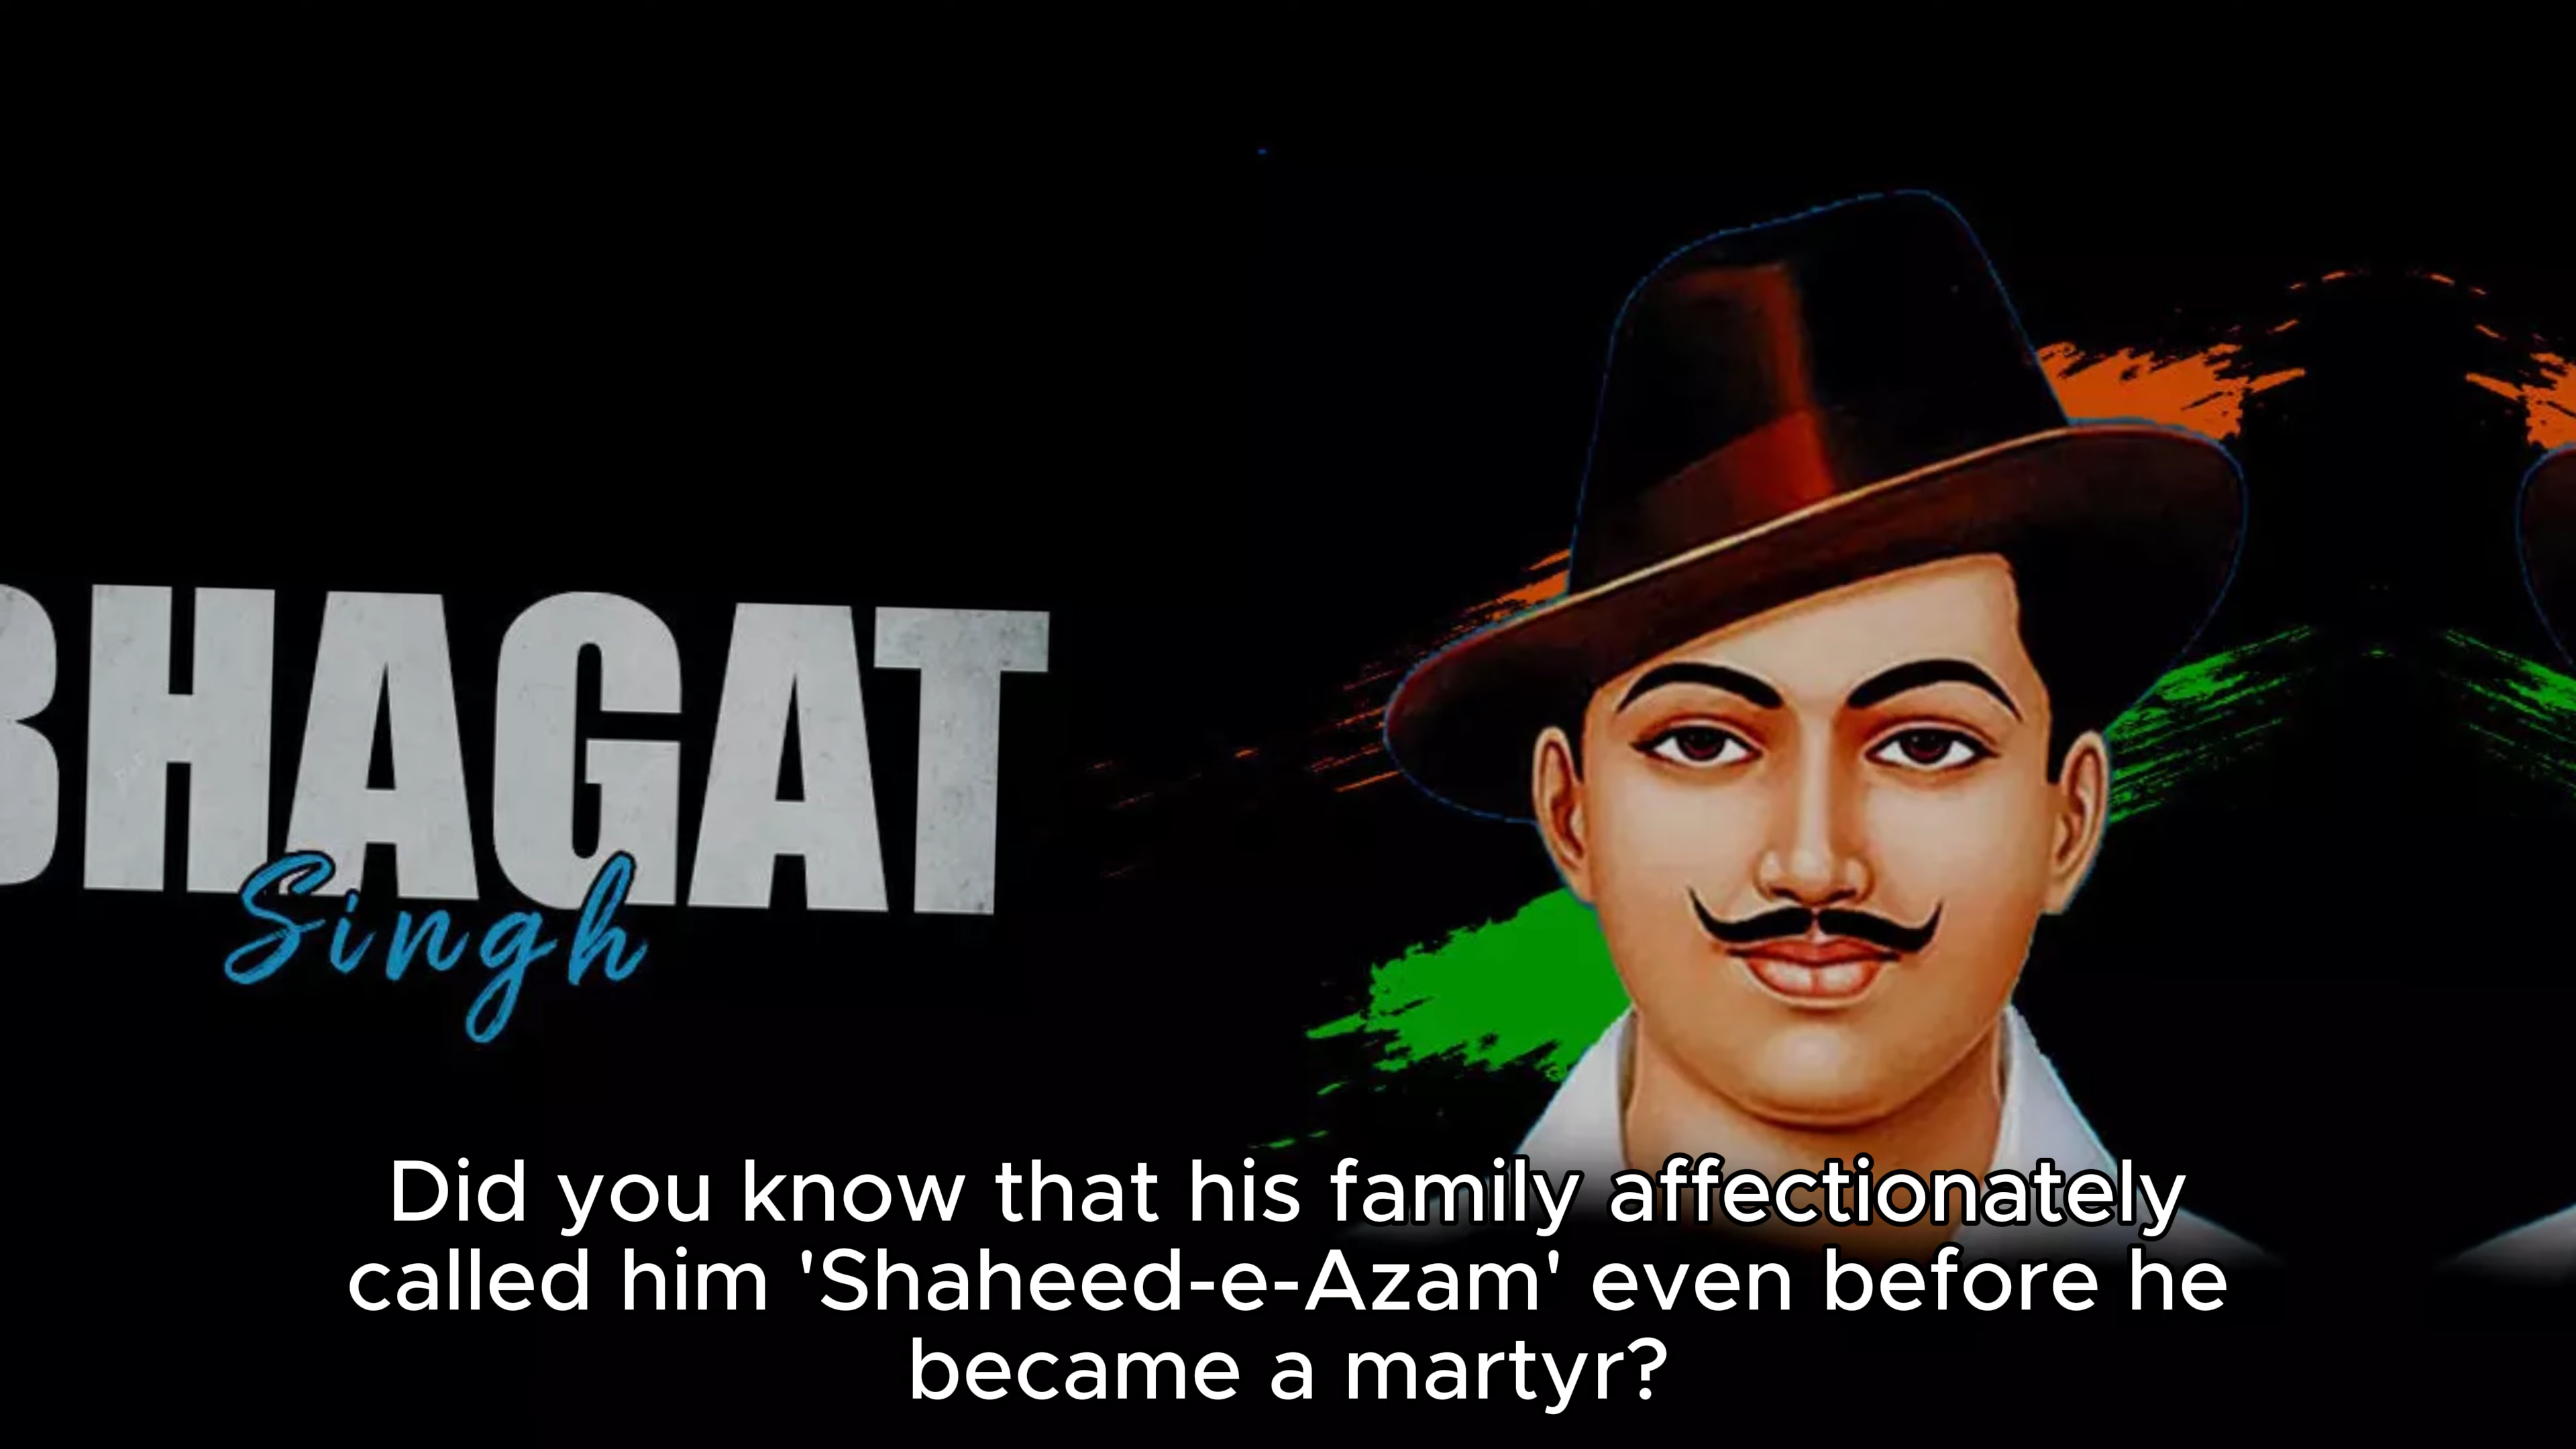 BHAGAT
Singh
Did you know that his family affectionately
called him 'Shaheed-e-Azam' even before he
became a martyr?